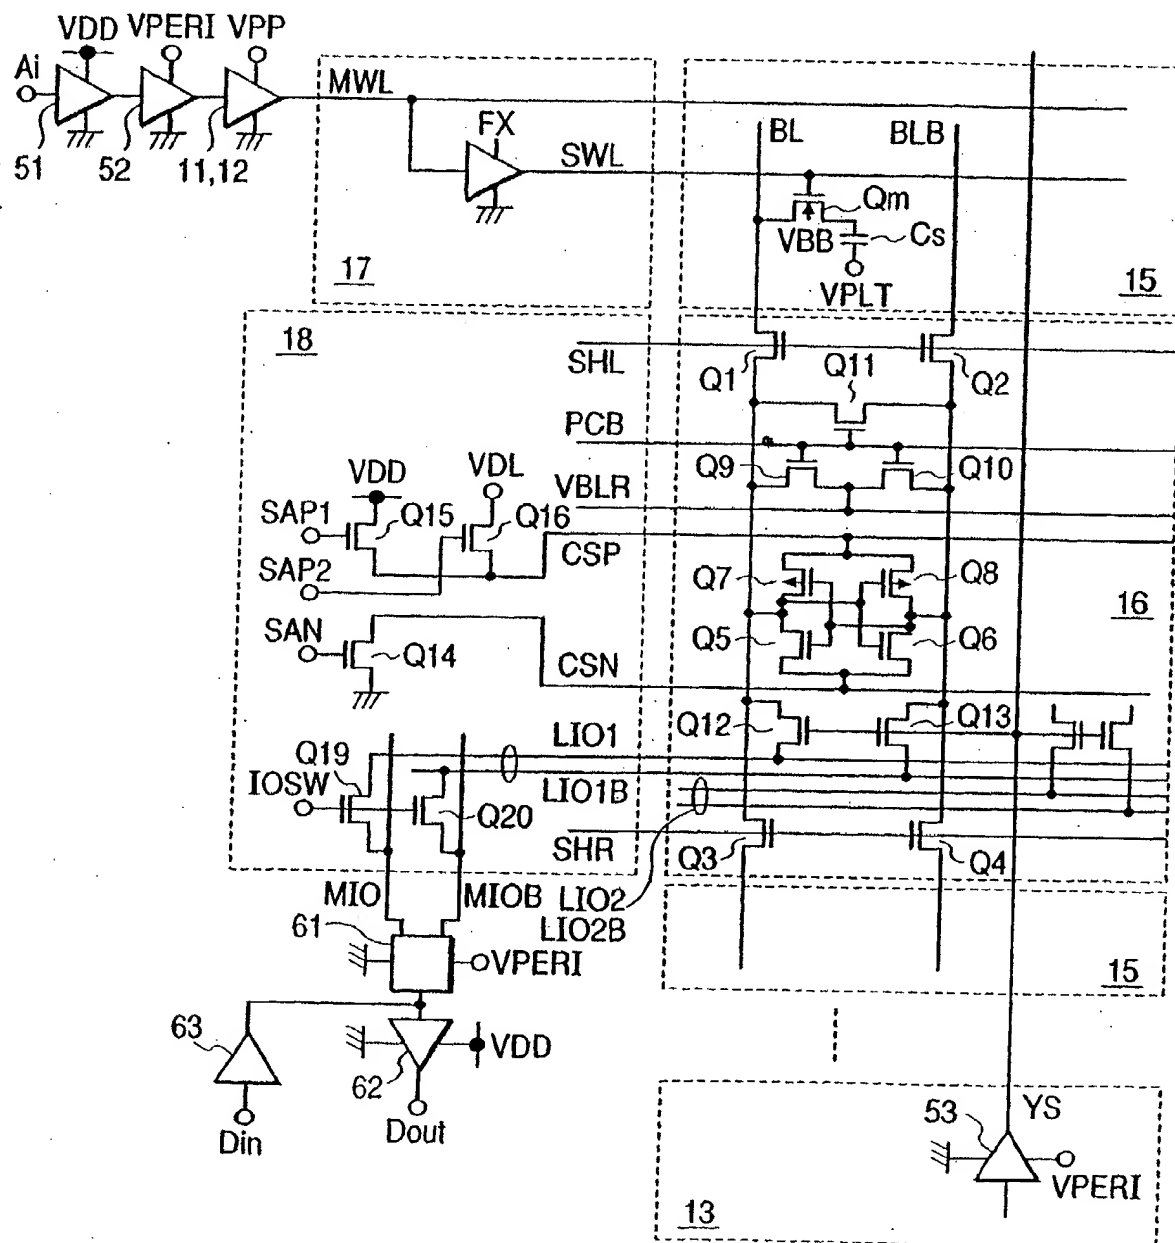 VDD VPERI VPP
Ai
51 52 11,12
MWL
FX
SWL
17
BL BLB
Qm
VBB Cs
VPLT
15
18
SHL
Q1 Q11 Q2
PCB
Q9 Q10
VBLR
VDD VDL
SAP1 Q15 Q16
CSP
SAP2
Q7 Q8
16
SAN
Q14
Q5 Q6
CSN
Q12 Q13
Q19 LIO1
IOSW
LIO1B
Q20
SHR
Q3 Q4
MIO MIOB LIO2
LIO2B
61
VPERI
15
63
VDD
62
Din Dout
53 YS
VPERI
13